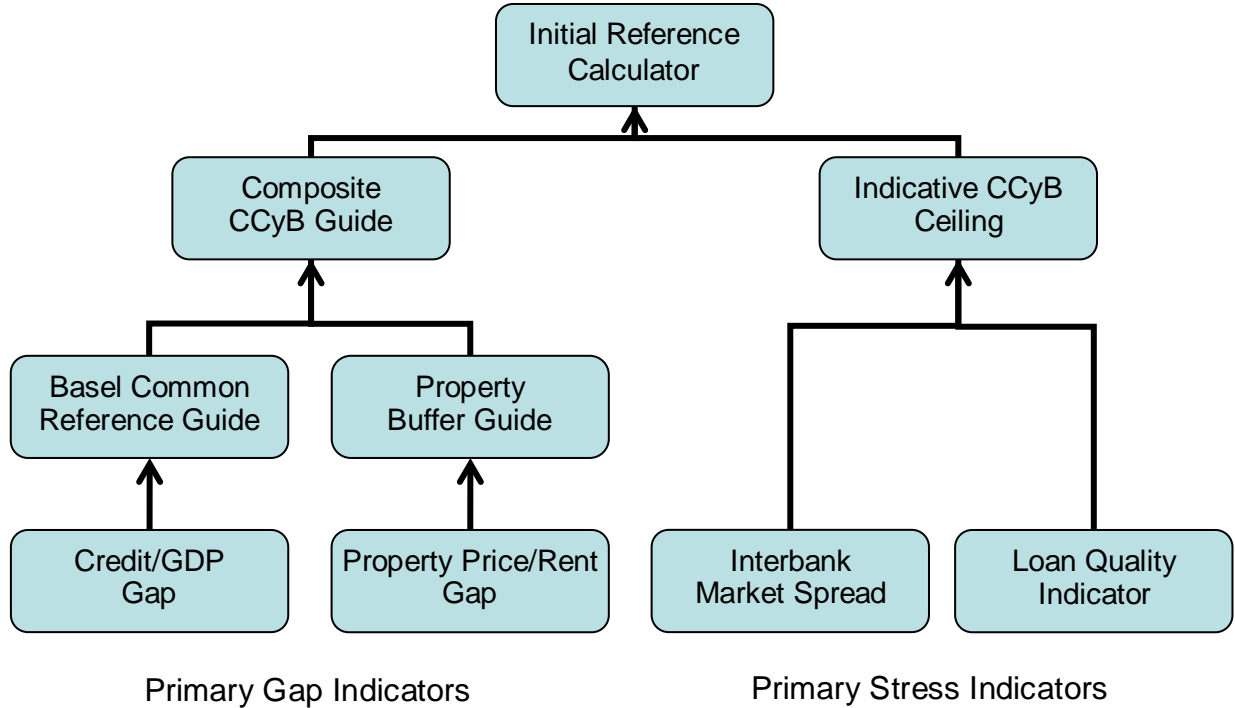 Initial Reference
Calculator
Composite
CCyB Guide
Indicative CCyB
Ceiling
Basel Common
Reference Guide
Property
Buffer Guide
Credit/GDP
Gap
Property Price/Rent
Gap
Interbank
Market Spread
Loan Quality
Indicator
Primary Gap Indicators
Primary Stress Indicators